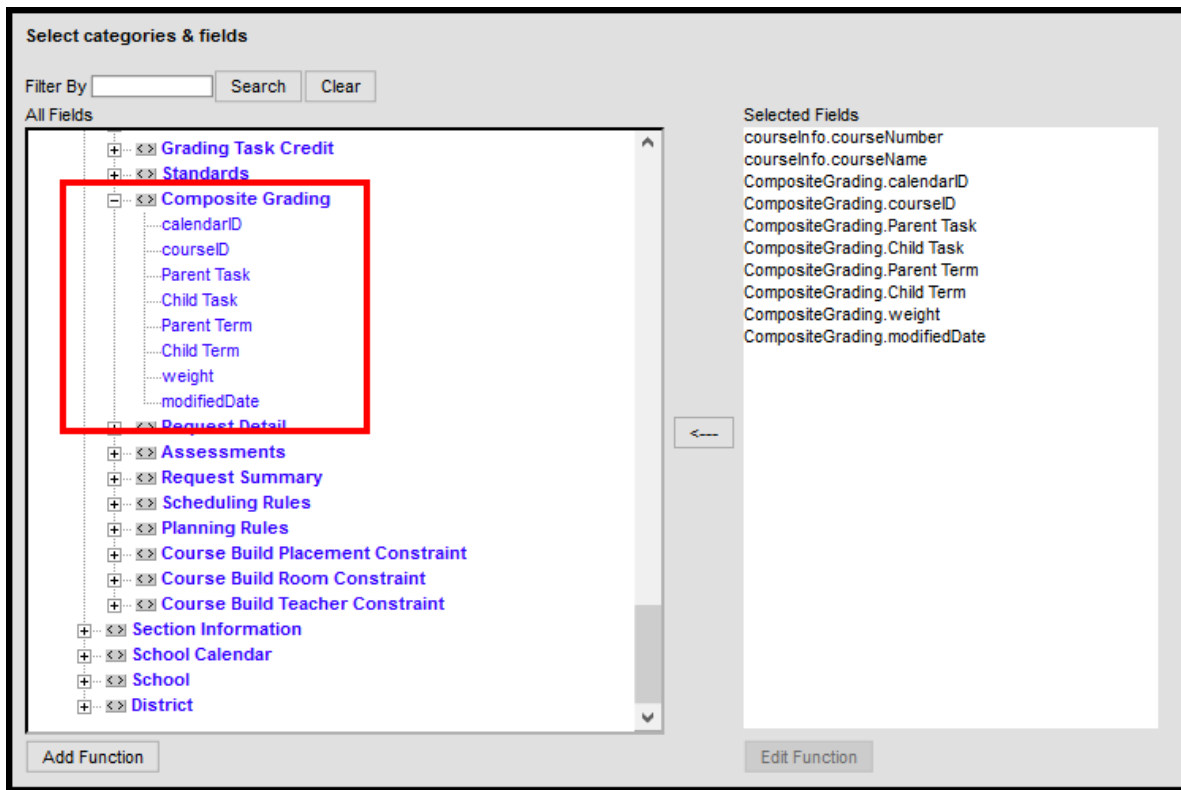 Select categories & fields
Filter By
Search
Clear
All Fields
Grading Task Credit
Standards
Composite Grading
calendarID
courseID
Parent Task
Child Task
Parent Term
Child Term
weight
modifiedDate
Request Detail
Assessments
Request Summary
Scheduling Rules
Planning Rules
Course Build Placement Constraint
Course Build Room Constraint
Course Build Teacher Constraint
Section Information
School Calendar
School
District
Add Function
<---
Selected Fields
courseInfo.courseNumber
courseInfo.courseName
CompositeGrading.calendarID
CompositeGrading.courseID
CompositeGrading.Parent Task
CompositeGrading.Child Task
CompositeGrading.Parent Term
CompositeGrading.Child Term
CompositeGrading.weight
CompositeGrading.modifiedDate
Edit Function